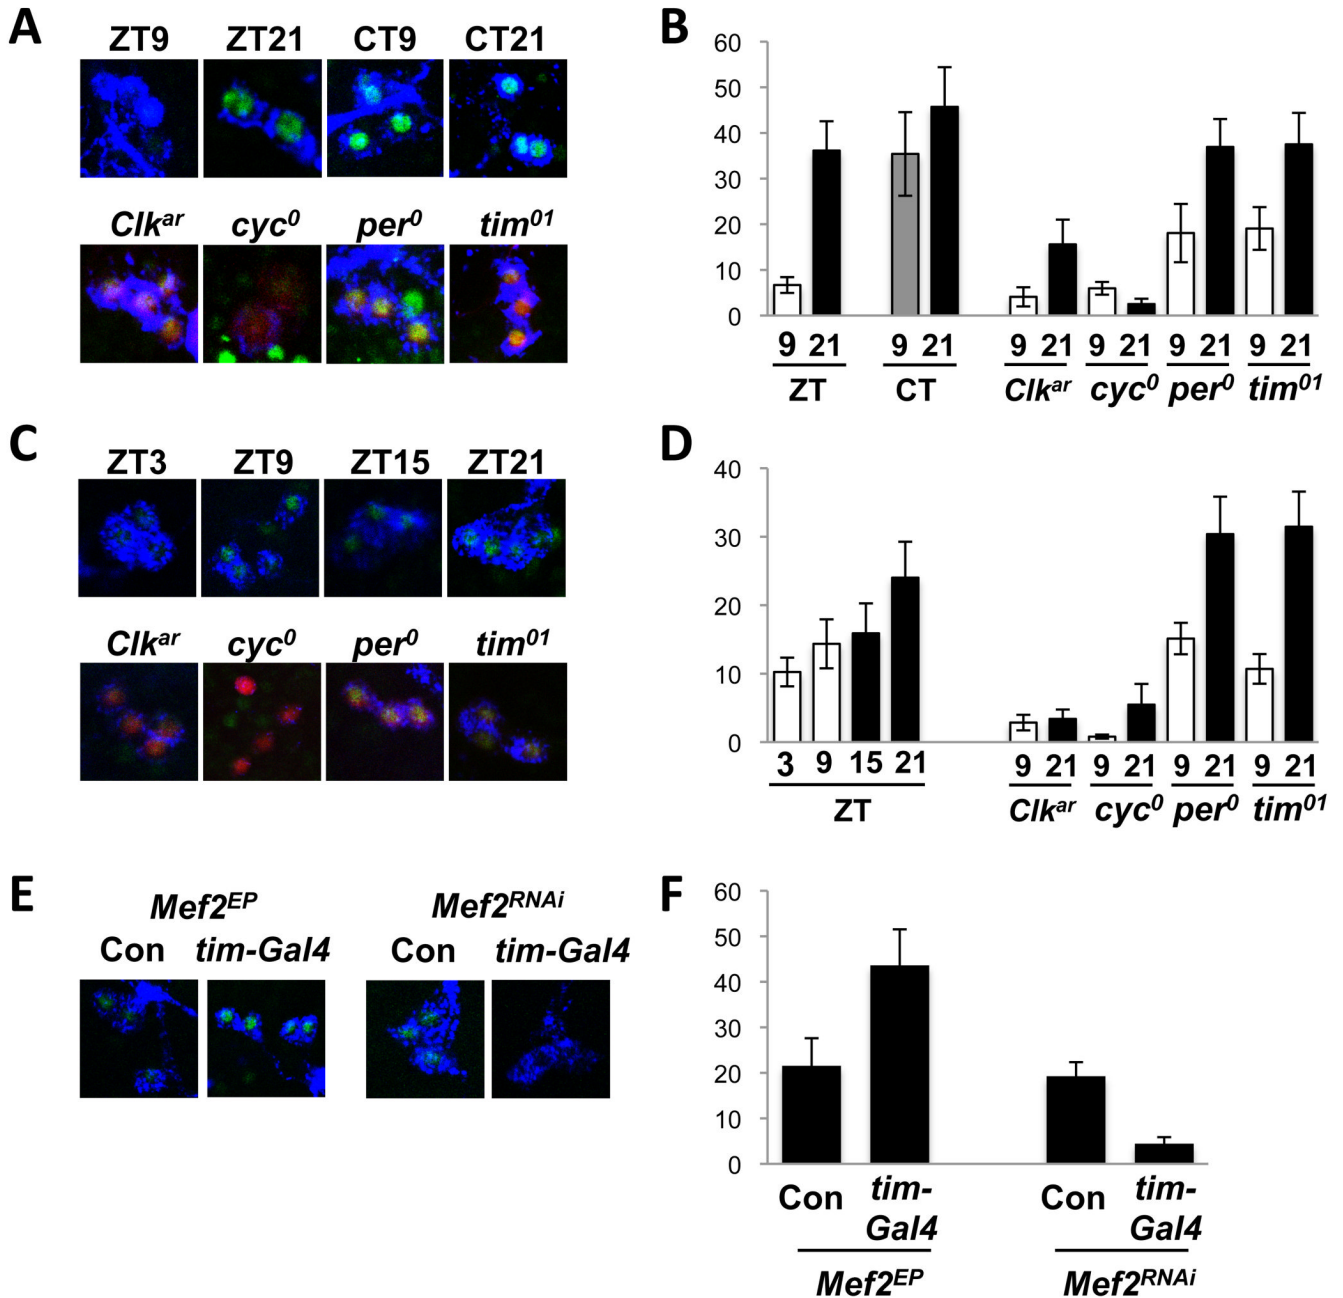 A
ZT9 ZT21 CT9 CT21
Clk^ar cyc^0 per^0 tim^01
B
60
50
40
30
20
10
0
9 21 9 21 9 21 9 21 9 21 9 21
ZT CT Clk^ar cyc^0 per^0 tim^01
C
ZT3 ZT9 ZT15 ZT21
Clk^ar cyc^0 per^0 tim^01
D
40
30
20
10
0
3 9 15 21 9 21 9 21 9 21 9 21
ZT Clk^ar cyc^0 per^0 tim^01
E
Mef2^EP Mef2^RNAi
Con tim-Gal4 Con tim-Gal4
F
60
50
40
30
20
10
0
Con tim- Con tim-
Gal4 Gal4
Mef2^EP Mef2^RNAi